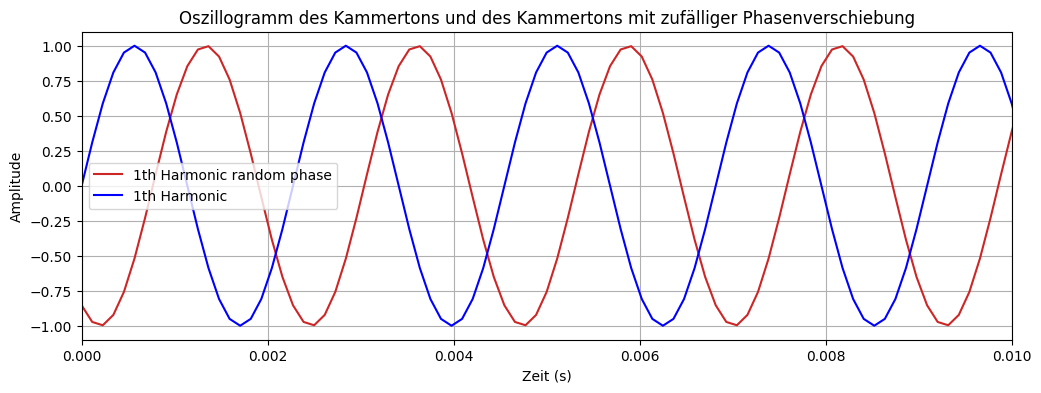 Oszillogramm des Kammertons und des Kammertons mit zufälliger Phasenverschiebung
Amplitude
1.00
0.75
0.50
0.25
0.00
−0.25
−0.50
−0.75
−1.00
1th Harmonic random phase
1th Harmonic
0.000 0.002 0.004 0.006 0.008 0.010
Zeit (s)